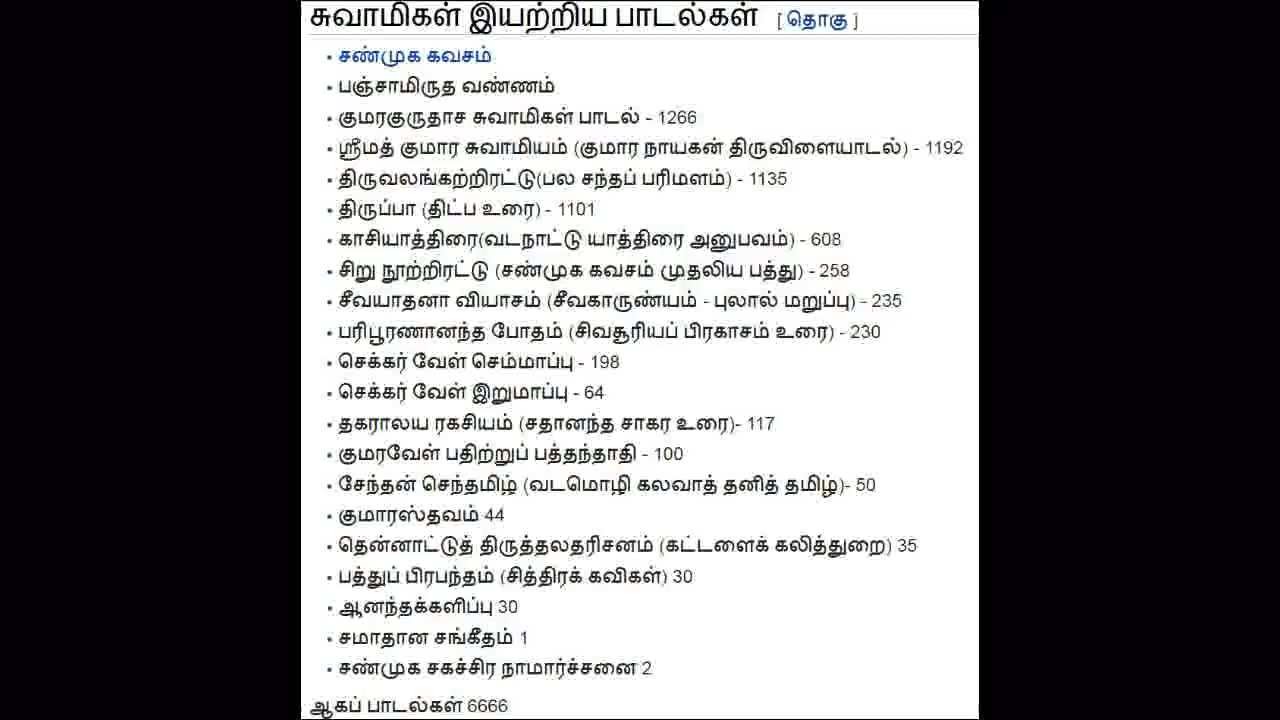 சுவாமிகள் இயற்றிய பாடல்கள் [ தொகு ]
• சண்முக கவசம்
• பஞ்சாமிருத வண்ணம்
• குமரகுருதாச சுவாமிகள் பாடல் - 1266
• ஸ்ரீமத் குமார சுவாமியம் (குமார நாயகன் திருவிளையாடல்) - 1192
• திருவலங்கற்றிரட்டு(பல சந்தப் பரிமளம்) - 1135
• திருப்பா (திட்ப உரை) - 1101
• காசியாத்திரை(வடநாட்டு யாத்திரை அனுபவம்) - 608
• சிறு நூற்றிரட்டு (சண்முக கவசம் முதலிய பத்து) - 258
• சீவயாதனா வியாசம் (சீவகாருண்யம் - புலால் மறுப்பு) - 235
• பரிபூரணானந்த போதம் (சிவசூரியப் பிரகாசம் உரை) - 230
• செக்கர் வேள் செம்மாப்பு - 198
• செக்கர் வேள் இறுமாப்பு - 64
• தகராலய ரகசியம் (சதானந்த சாகர உரை)- 117
• குமரவேள் பதிற்றுப் பத்தந்தாதி - 100
• சேந்தன் செந்தமிழ் (வடமொழி கலவாத் தனித் தமிழ்)- 50
• குமாரஸ்தவம் 44
• தென்னாட்டுத் திருத்தலதரிசனம் (கட்டளைக் கலித்துறை) 35
• பத்துப் பிரபந்தம் (சித்திரக் கவிகள்) 30
• ஆனந்தக்களிப்பு 30
• சமாதான சங்கீதம் 1
• சண்முக சகச்சிர நாமார்ச்சனை 2
ஆகப் பாடல்கள் 6666